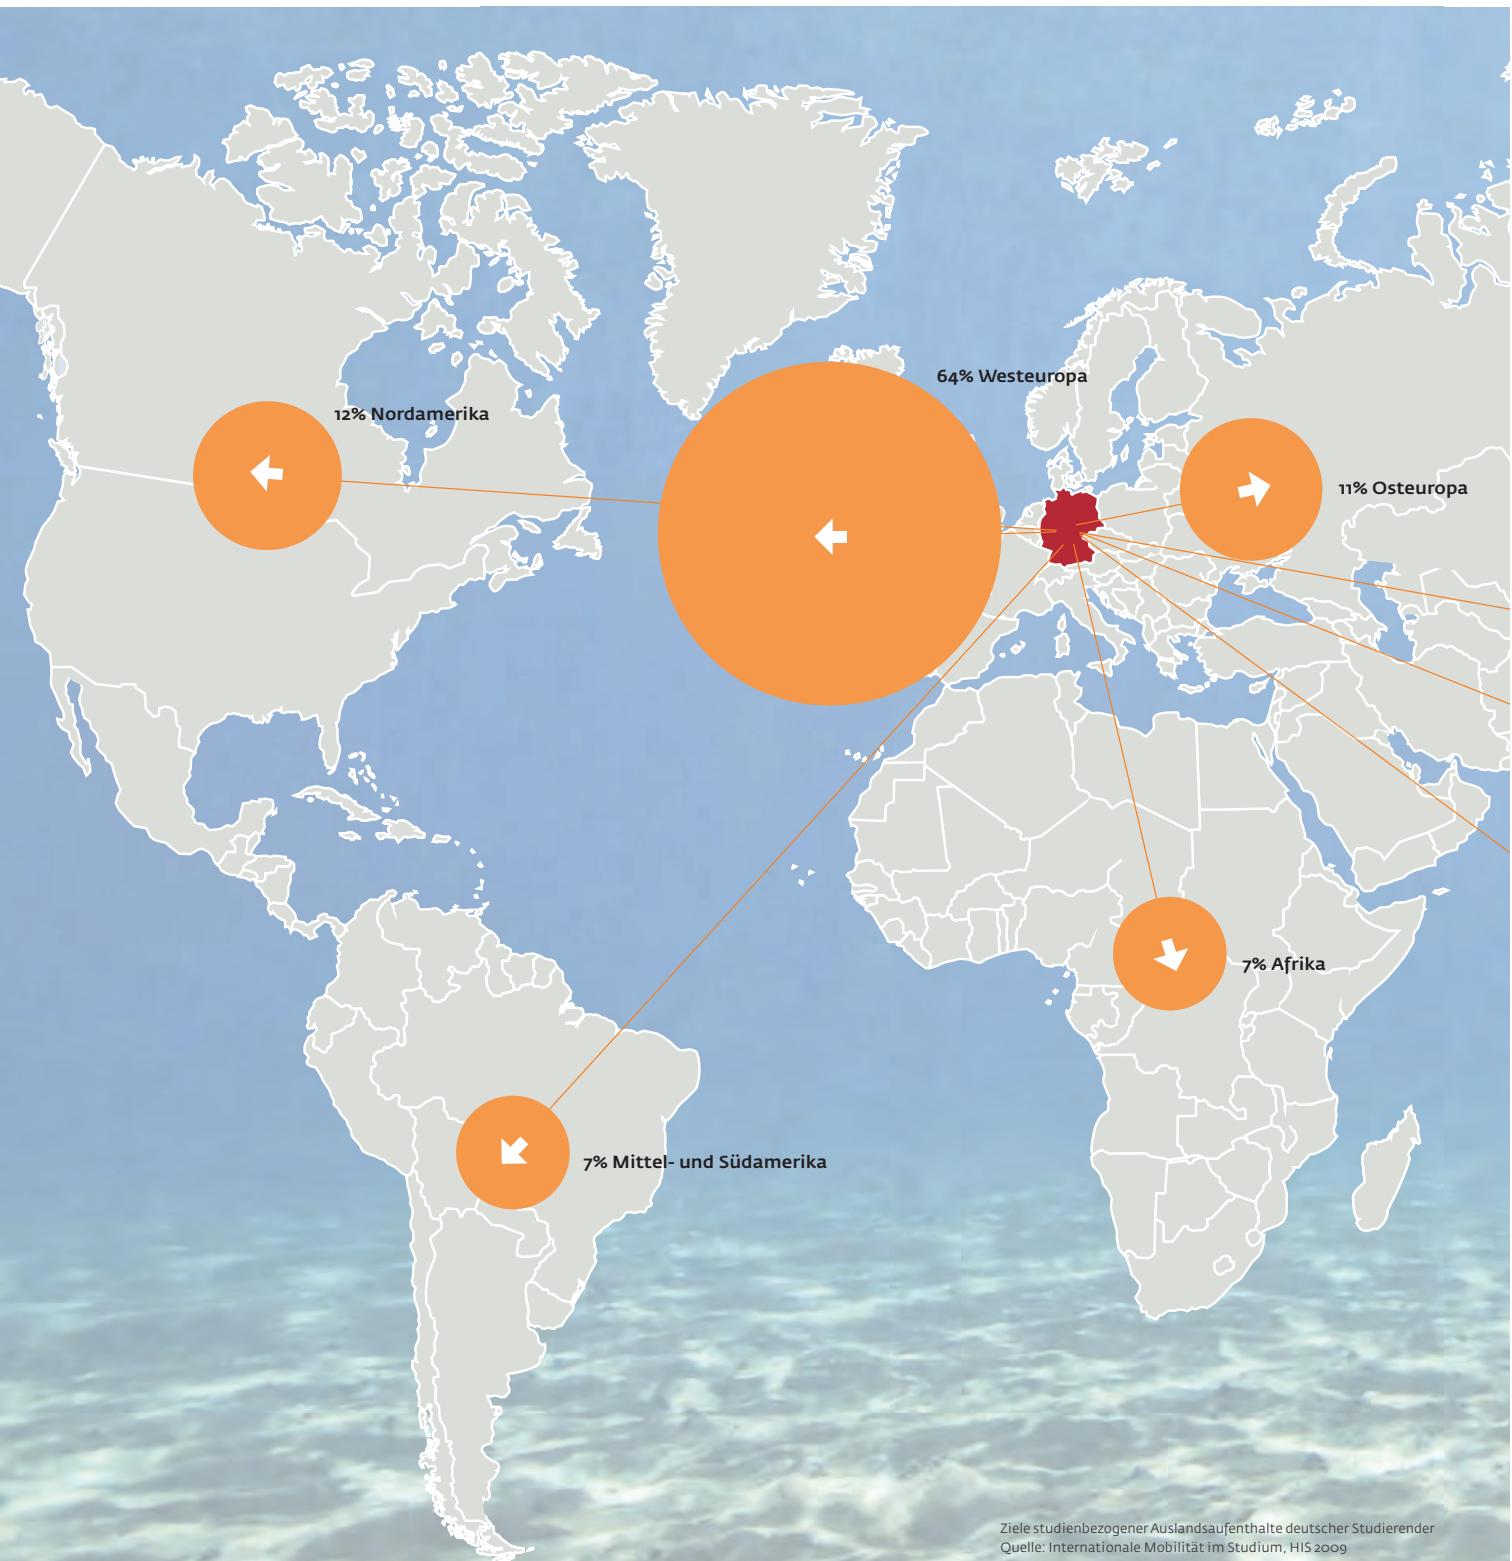 64% Westeuropa
12% Nordamerika
11% Osteuropa
7% Afrika
7% Mittel- und Südamerika
Ziele studienbezogener Auslandsaufenthalte deutscher Studierender
Quelle: Internationale Mobilität im Studium, HIS 2009